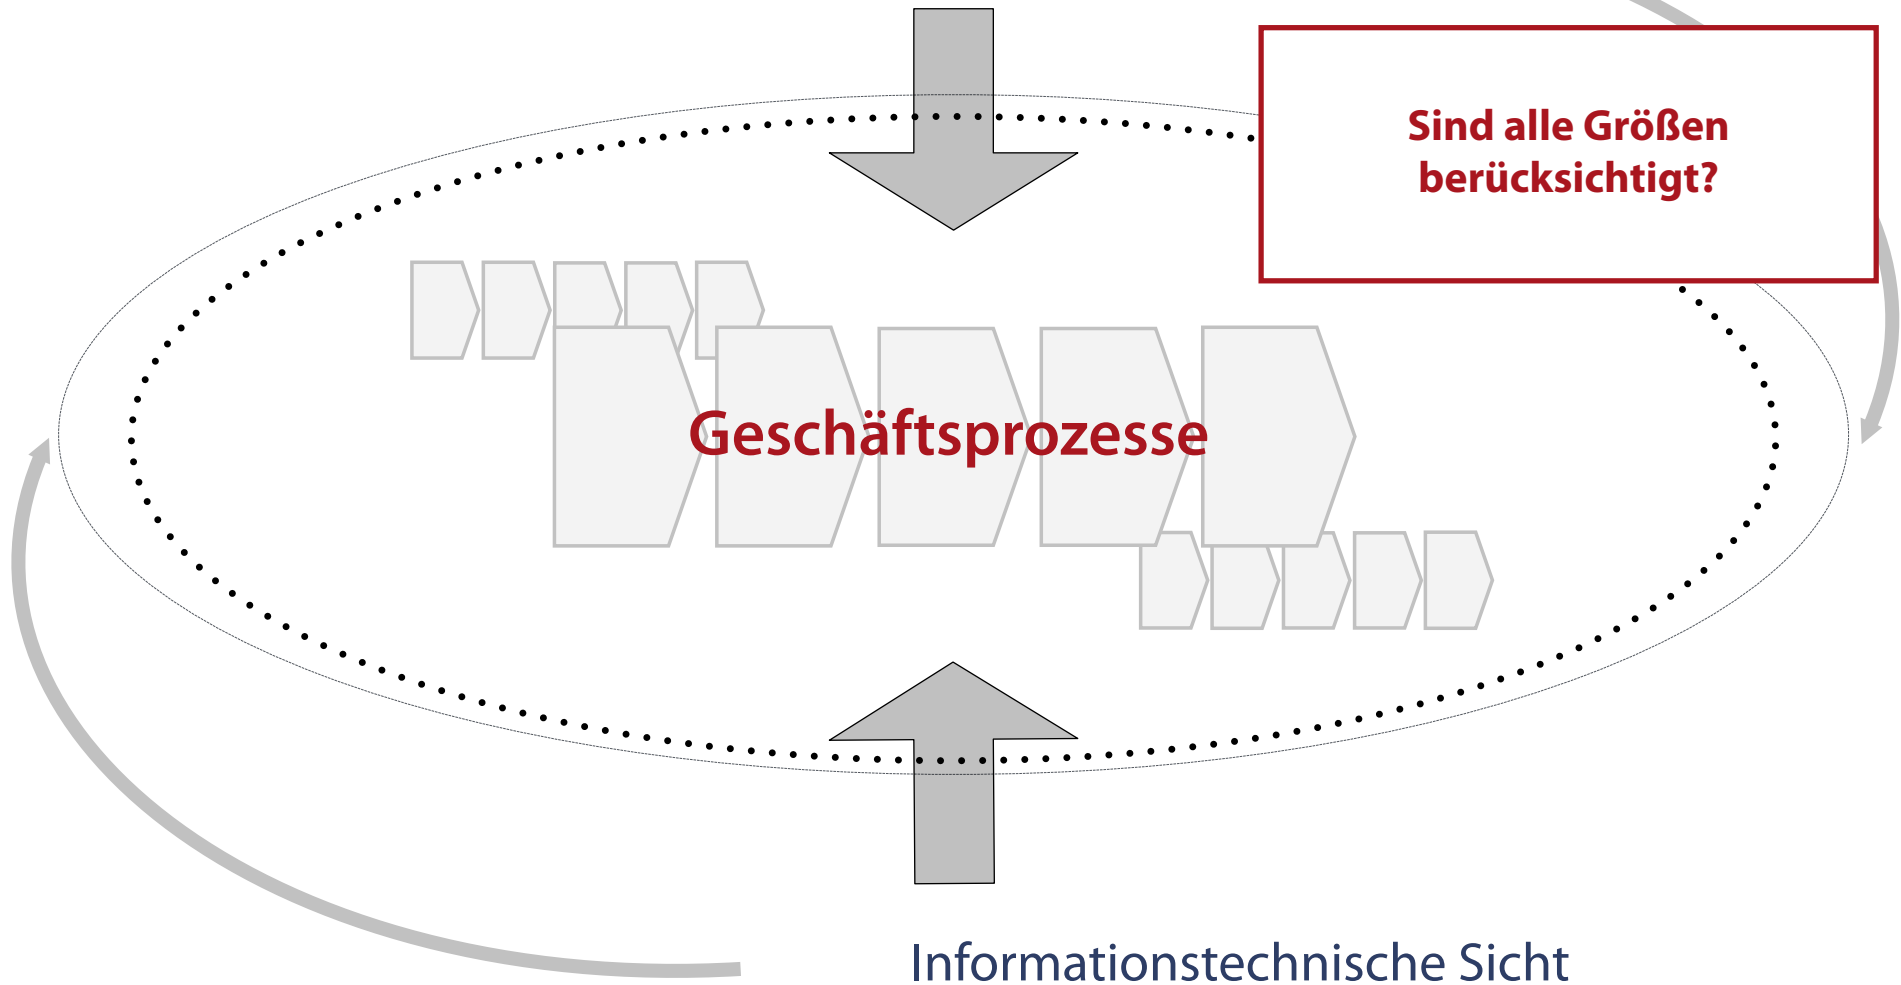 Sind alle Größen
berücksichtigt?
Geschäftsprozesse
Informationstechnische Sicht